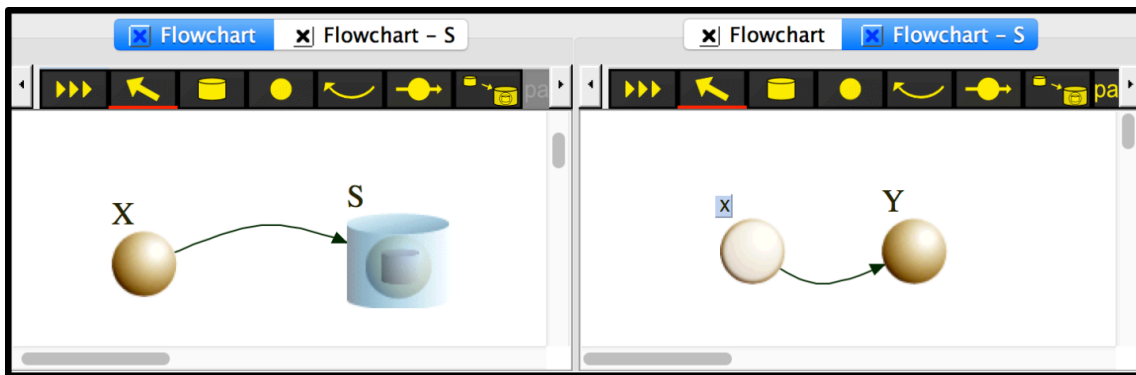 Flowchart
Flowchart – S
Flowchart
Flowchart – S
pa
pa
X
S
X
Y